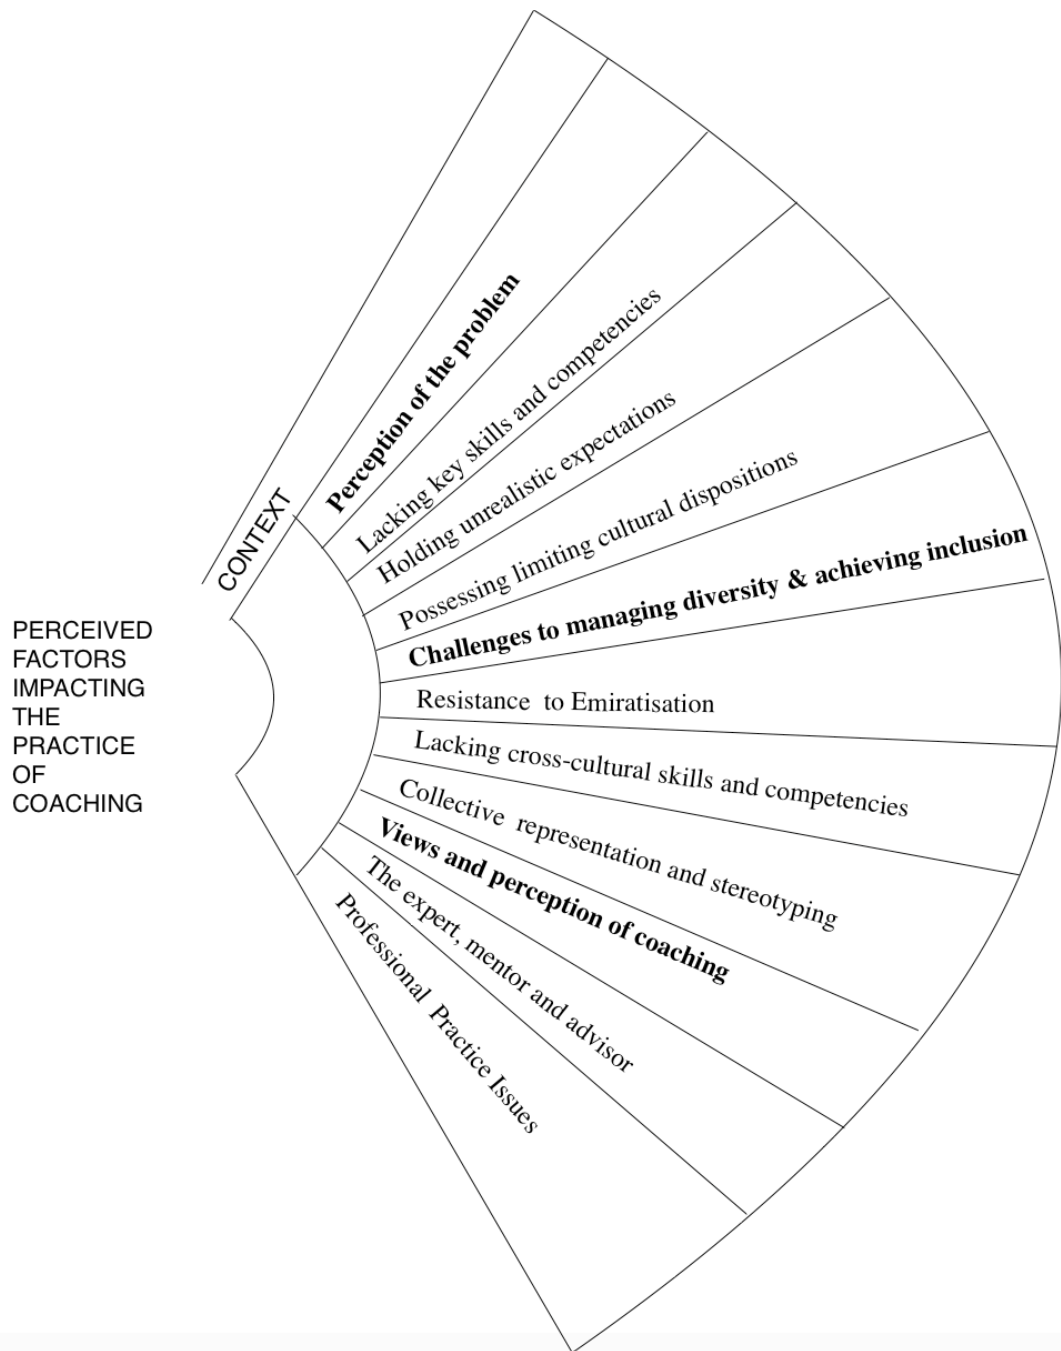 CONTEXT
PERCEIVED
FACTORS
IMPACTING
THE
PRACTICE
OF
COACHING
Perception of the problem
Lacking key skills and competencies
Holding unrealistic expectations
Possessing limiting cultural dispositions
Challenges to managing diversity & achieving inclusion
Resistance to Emiratisation
Lacking cross-cultural skills and competencies
Collective representation and stereotyping
Views and perception of coaching
The expert, mentor and advisor
Professional Practice Issues